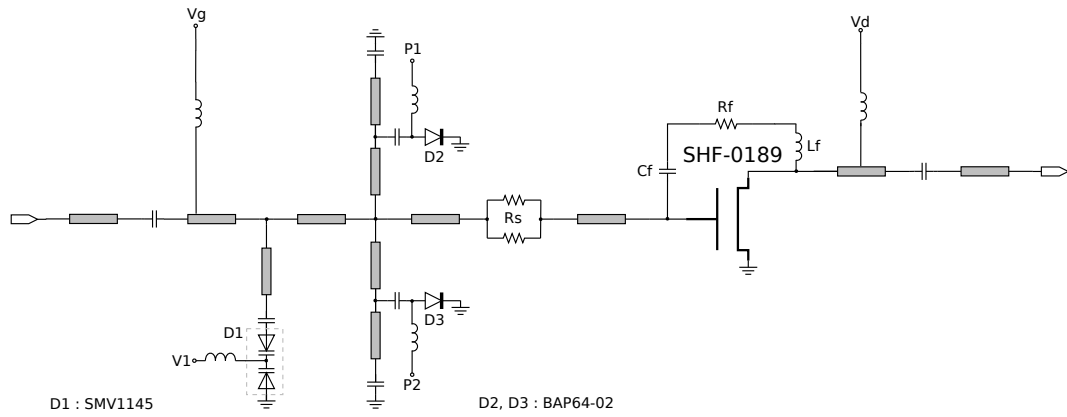 Vg
P1
Vd
Rf
D2
SHF-0189
Lf
Cf
Rs
D1
D3
V1
P2
D1 : SMV1145
D2, D3 : BAP64-02